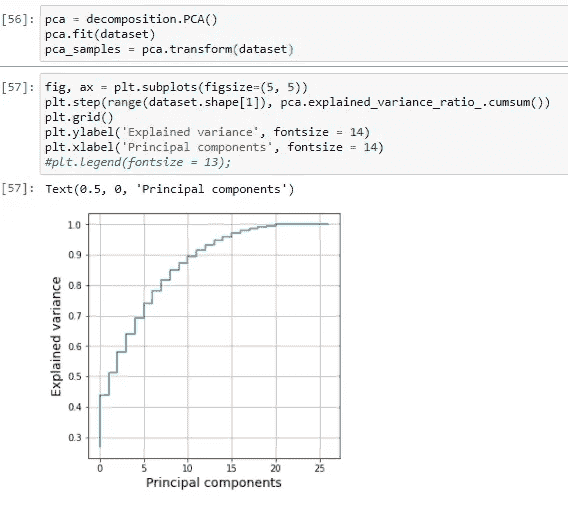 [56]: pca = decomposition.PCA()
pca.fit(dataset)
pca_samples = pca.transform(dataset)
[57]: fig, ax = plt.subplots(figsize=(5, 5))
plt.step(range(dataset.shape[1]), pca.explained_variance_ratio_.cumsum())
plt.grid()
plt.ylabel('Explained variance', fontsize = 14)
plt.xlabel('Principal components', fontsize = 14)
#plt.legend(fontsize = 13);
[57]: Text(0.5, 0, 'Principal components')
1.0
0.9
0.8
0.7
0.6
0.5
0.4
0.3
Explained variance
0 5 10 15 20 25
Principal components